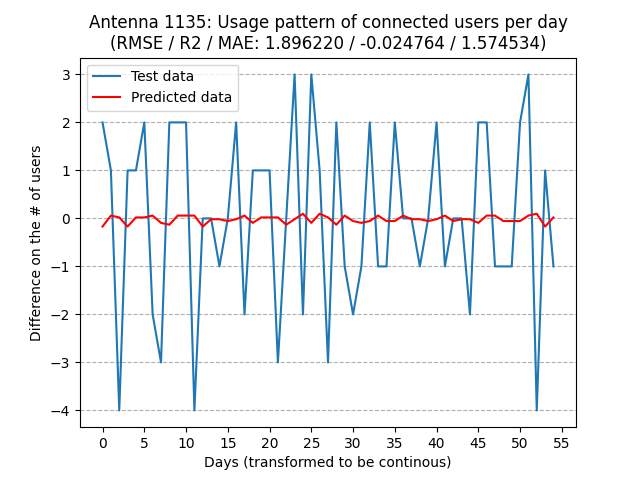 Antenna 1135: Usage pattern of connected users per day
(RMSE / R2 / MAE: 1.896220 / -0.024764 / 1.574534)
Test data
Predicted data
Difference on the # of users
3
2
1
0
−1
−2
−3
−4
0 5 10 15 20 25 30 35 40 45 50 55
Days (transformed to be continous)